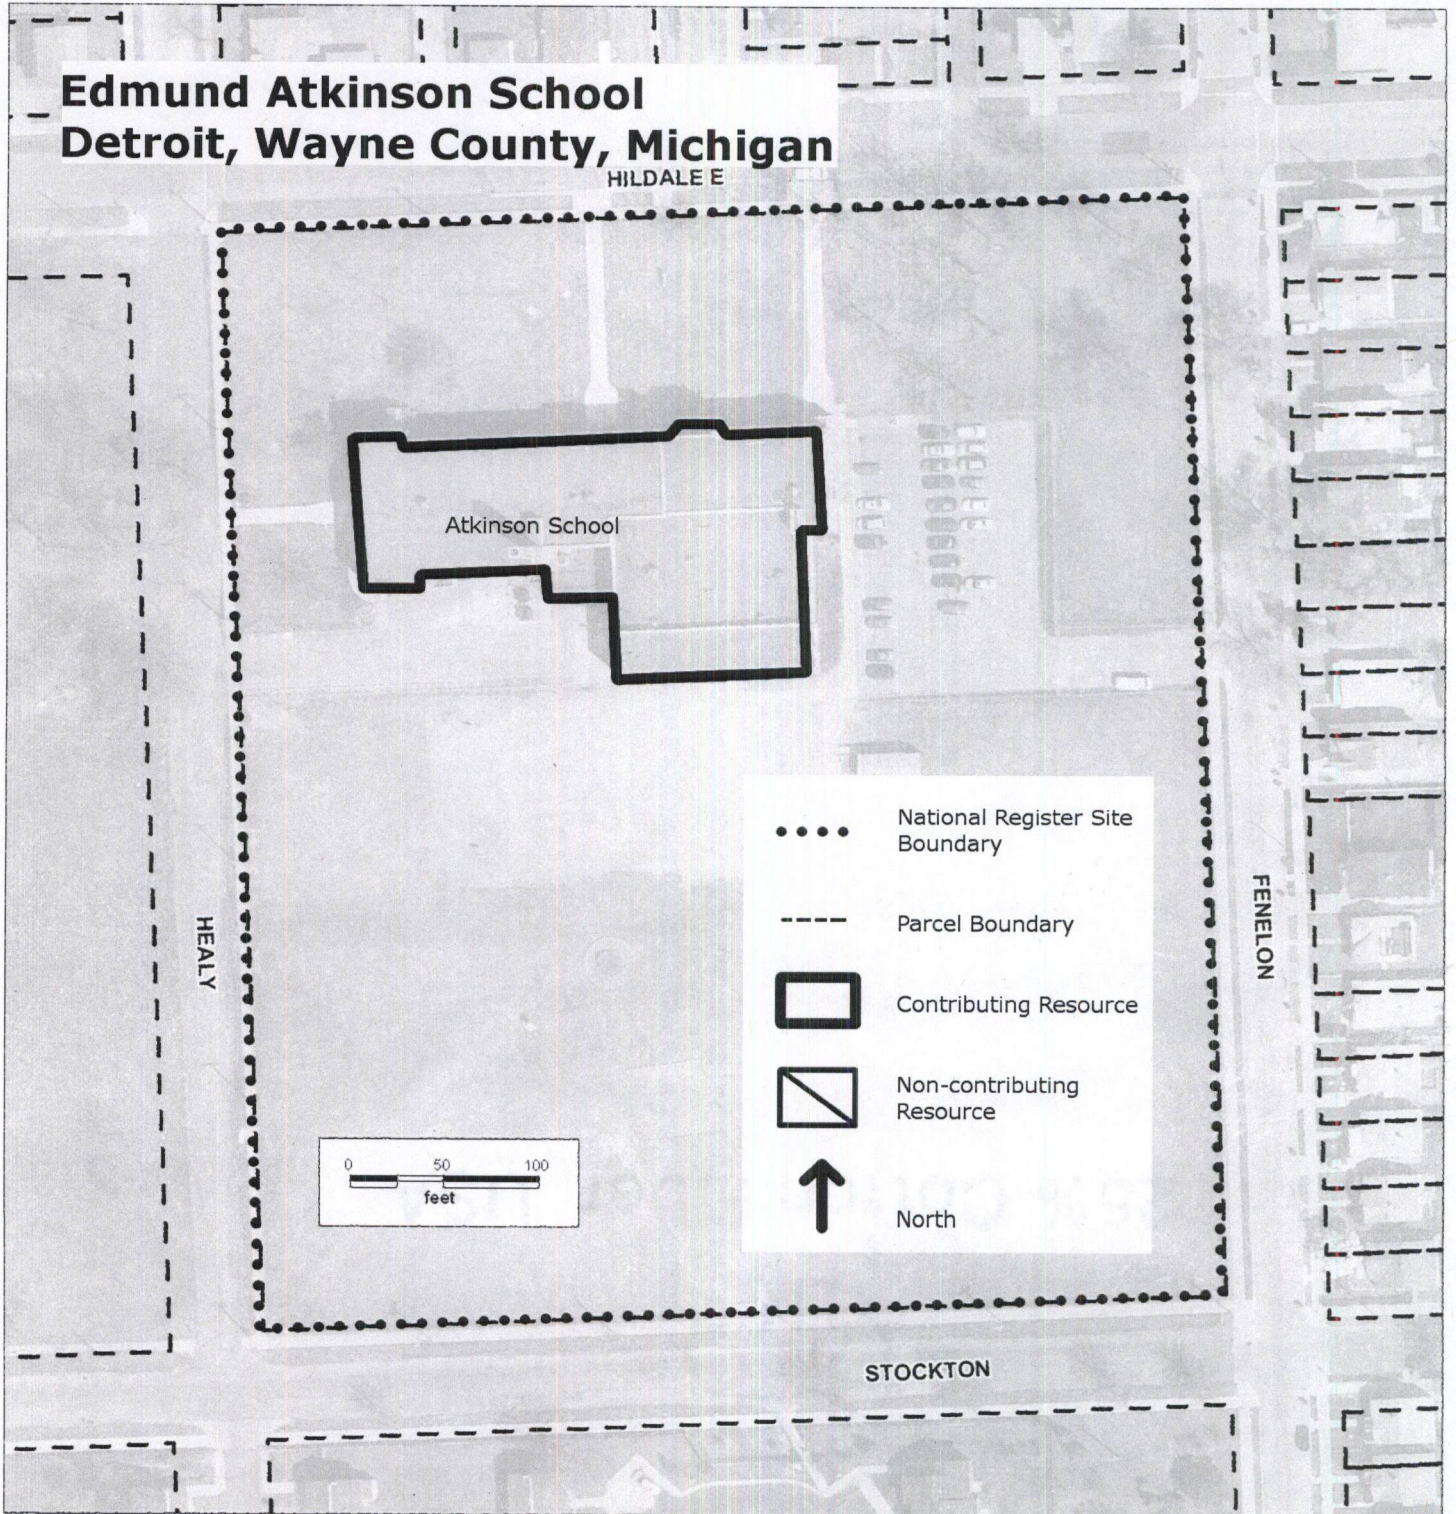 Edmund Atkinson School
Detroit, Wayne County, Michigan
HILDALE E
Atkinson School
National Register Site
Boundary
Parcel Boundary
Contributing Resource
Non-contributing
Resource
North
HEALY
FENELON
0 50 100
feet
STOCKTON